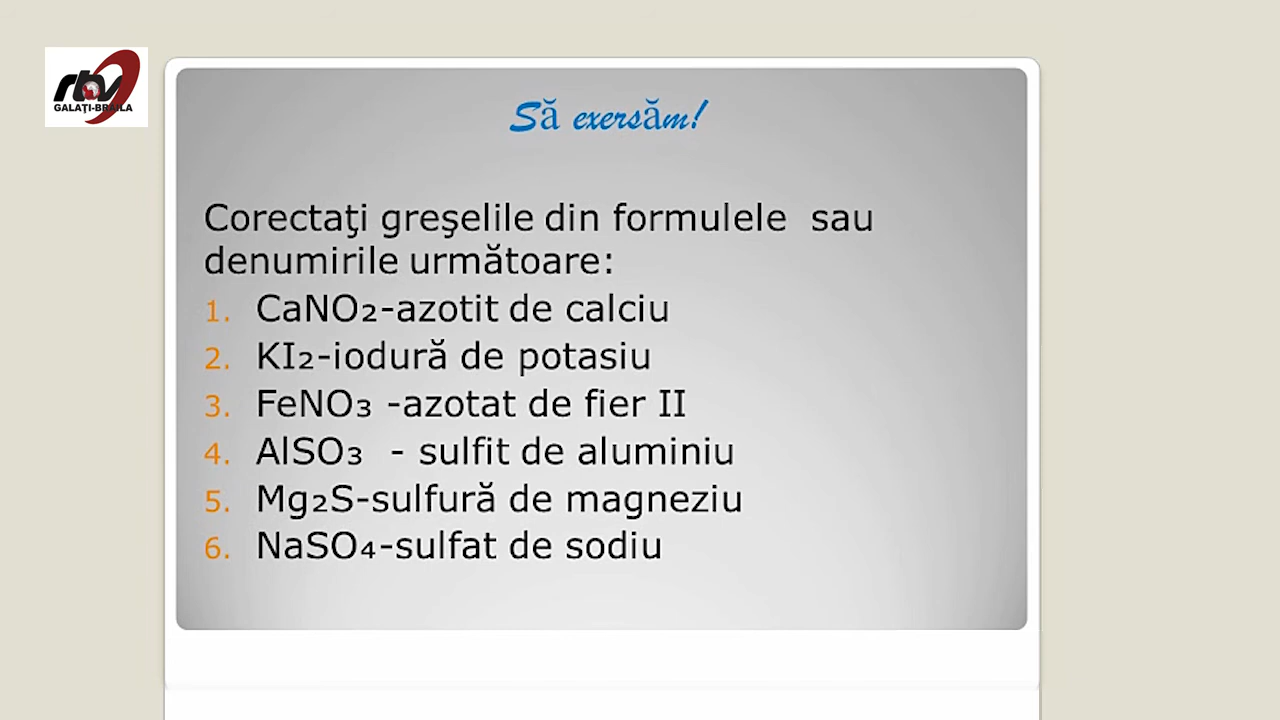 rtv
GALAŢI-BRĂILA
Să exersăm!
Corectaţi greşelile din formulele sau
denumirile următoare:
1. CaNO₂-azotit de calciu
2. KI₂-iodură de potasiu
3. FeNO₃ -azotat de fier II
4. AlSO₃ - sulfit de aluminiu
5. Mg₂S-sulfură de magneziu
6. NaSO₄-sulfat de sodiu